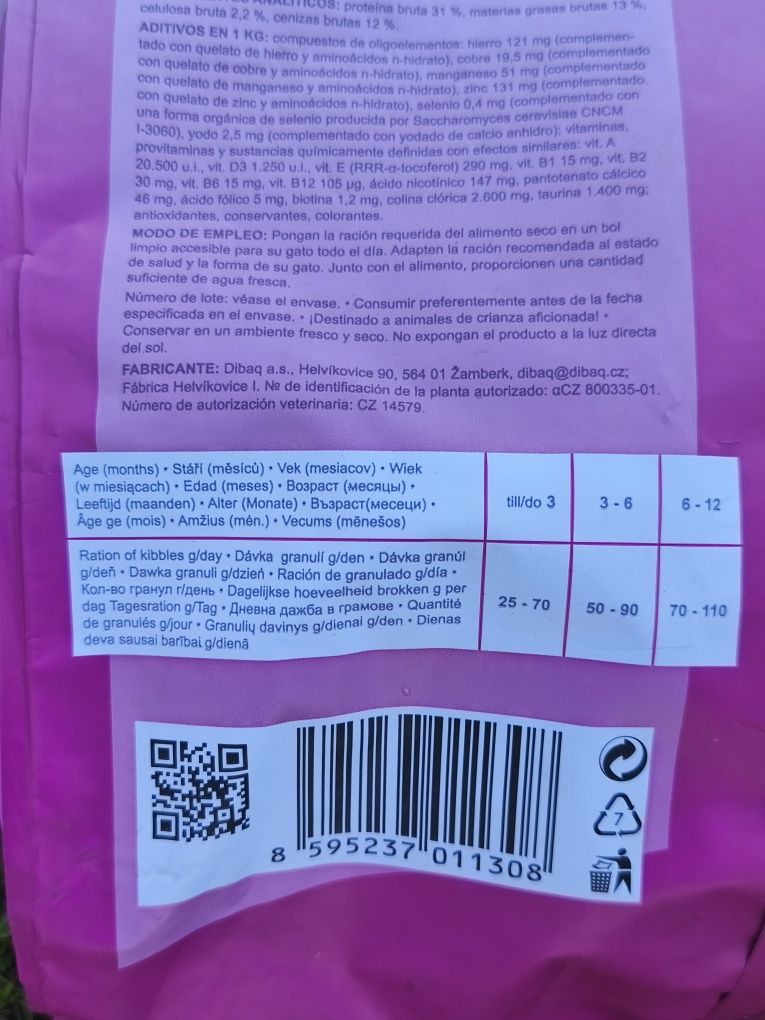 ANALÍTICOS: proteína bruta 31 %, materias grasas brutas 13 %,
celulosa bruta 2,2 %, cenizas brutas 12 %.
ADITIVOS EN 1 KG: compuestos de oligoelementos: hierro 121 mg (complemen-
tado con quelato de hierro y aminoácidos n-hidrato), cobre 19,5 mg (complementado
con quelato de cobre y aminoácidos n-hidrato), manganeso 51 mg (complementado
con quelato de manganeso y aminoácidos n-hidrato), zinc 131 mg (complementado
con quelato de zinc y aminoácidos n-hidrato), selenio 0,4 mg (complementado con
una forma orgánica de selenio producida por Saccharomyces cerevisiae CNCM
I-3060), yodo 2,5 mg (complementado con yodado de calcio anhidro); vitaminas,
provitaminas y sustancias químicamente definidas con efectos similares: vit. A
20.500 u.i., vit. D3 1.250 u.i., vit. E (RRR-α-tocoferol) 290 mg, vit. B1 15 mg, vit. B2
30 mg, vit. B6 15 mg, vit. B12 105 µg, ácido nicotínico 147 mg, pantotenato cálcico
46 mg, ácido fólico 5 mg, biotina 1,2 mg, colina clórica 2.600 mg, taurina 1.400 mg;
antioxidantes, conservantes, colorantes.
MODO DE EMPLEO: Pongan la ración requerida del alimento seco en un bol
limpio accesible para su gato todo el día. Adapten la ración recomendada al estado
de salud y la forma de su gato. Junto con el alimento, proporcionen una cantidad
suficiente de agua fresca.
Número de lote: véase el envase. • Consumir preferentemente antes de la fecha
especificada en el envase. • ¡Destinado a animales de crianza aficionada! •
Conservar en un ambiente fresco y seco. No expongan el producto a la luz directa
del sol.
FABRICANTE: Dibaq a.s., Helvíkovice 90, 564 01 Žamberk, dibaq@dibaq.cz;
Fábrica Helvíkovice I. № de identificación de la planta autorizado: αCZ 800335-01.
Número de autorización veterinaria: CZ 14579.
Age (months) • Stáří (měsíců) • Vek (mesiacov) • Wiek
(w miesiącach) • Edad (meses) • Возраст (месяцы) •
Leeftijd (maanden) • Alter (Monate) • Възраст(месеци) •
Âge ge (mois) • Amžius (mėn.) • Vecums (mēnešos)
till/do 3
3 - 6
6 - 12
Ration of kibbles g/day • Dávka granulí g/den • Dávka granúl
g/deň • Dawka granuli g/dzień • Ración de granulado g/día •
Кол-во гранул г/день • Dagelijkse hoeveelheid brokken g per
dag Tagesration g/Tag • Дневна дажба в грамове • Quantité
de granulés g/jour • Granulių davinys g/dienai g/den • Dienas
deva sausai barībai g/dienā
25 - 70
50 - 90
70 - 110
8 595237 011308
7